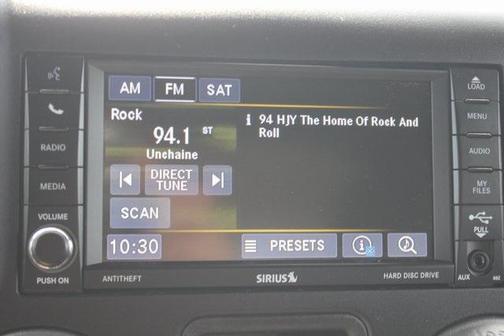 AM FM SAT
LOAD
Rock
94.1 ST
i 94 HJY The Home Of Rock And
Roll
MENU
RADIO
Unchaine
AUDIO
DIRECT
TUNE
MEDIA
MY
FILES
SCAN
VOLUME
PULL
10:30
PRESETS
PUSH ON
ANTITHEFT
SIRIUS
HARD DISC DRIVE
AUX